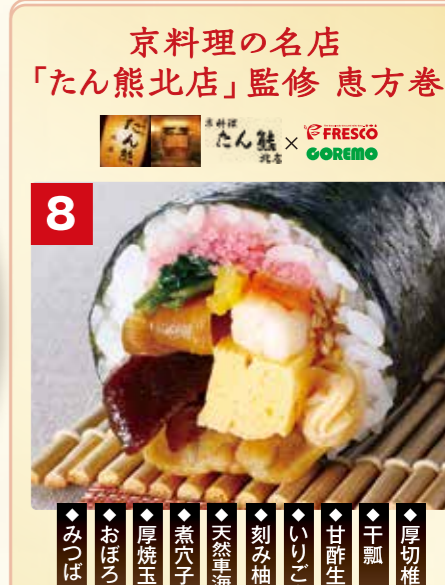 京料理の名店
「たん熊北店」監修 恵方巻
たん熊
京料理
たん熊
北店
×
FRESCO
GOREMO
8
◆厚切椎
◆干瓢
◆甘酢生
◆いりご
◆刻み柚
◆天然車海
◆煮穴子
◆厚焼玉
◆おぼろ
◆みつば